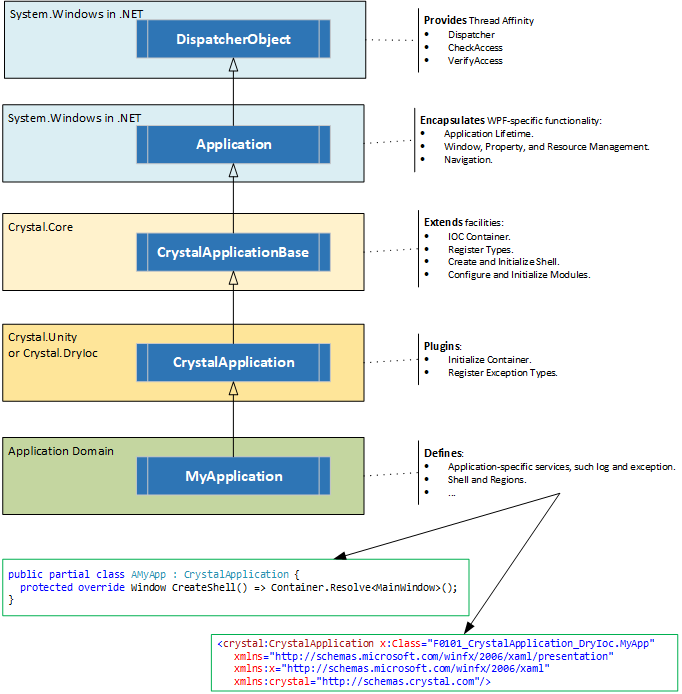 System.Windows in .NET
DispatcherObject
Provides Thread Affinity
• Dispatcher
• CheckAccess
• VerifyAccess
System.Windows in .NET
Application
Encapsulates WPF-specific functionality:
• Application Lifetime.
• Window, Property, and Resource Management.
• Navigation.
Crystal.Core
CrystalApplicationBase
Extends facilities:
• IOC Container.
• Register Types.
• Create and Initialize Shell.
• Configure and Initialize Modules.
Crystal.Unity
or Crystal.DryIoc
CrystalApplication
Plugins:
• Initialize Container.
• Register Exception Types.
Application Domain
MyApplication
Defines:
• Application-specific services, such log and exception.
• Shell and Regions.
• ...
public partial class AMyApp : CrystalApplication {
protected override Window CreateShell() => Container.Resolve<MainWindow>();
}
<crystal:CrystalApplication x:Class="F0101_CrystalApplication_DryIoc.MyApp"
xmlns="http://schemas.microsoft.com/winfx/2006/xaml/presentation"
xmlns:x="http://schemas.microsoft.com/winfx/2006/xaml"
xmlns:crystal="http://schemas.crystal.com"/>